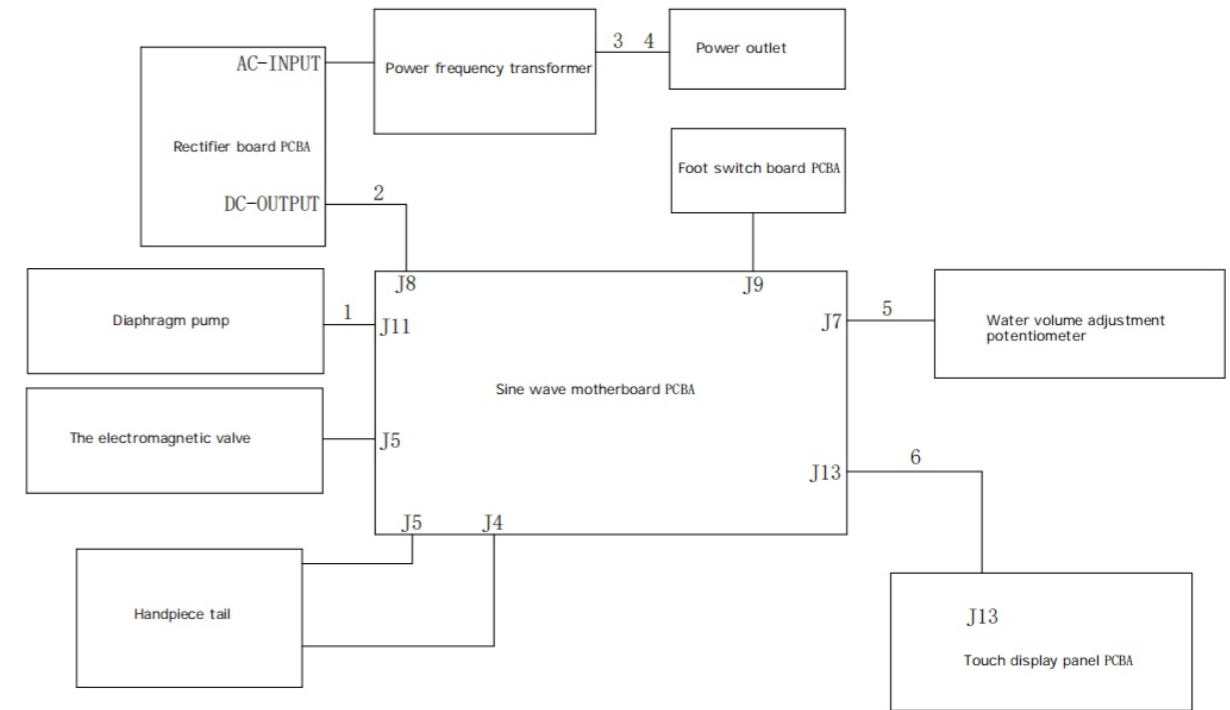 AC-INPUT
Rectifier board PCBA
DC-OUTPUT
Power frequency transformer
3 4
Power outlet
Foot switch board PCBA
2
Diaphragm pump
1
J8
J9
J11
J7
5
Water volume adjustment
potentiometer
Sine wave motherboard PCBA
The electromagnetic valve
J5
J13
6
J5
J4
Handpiece tail
J13
Touch display panel PCBA